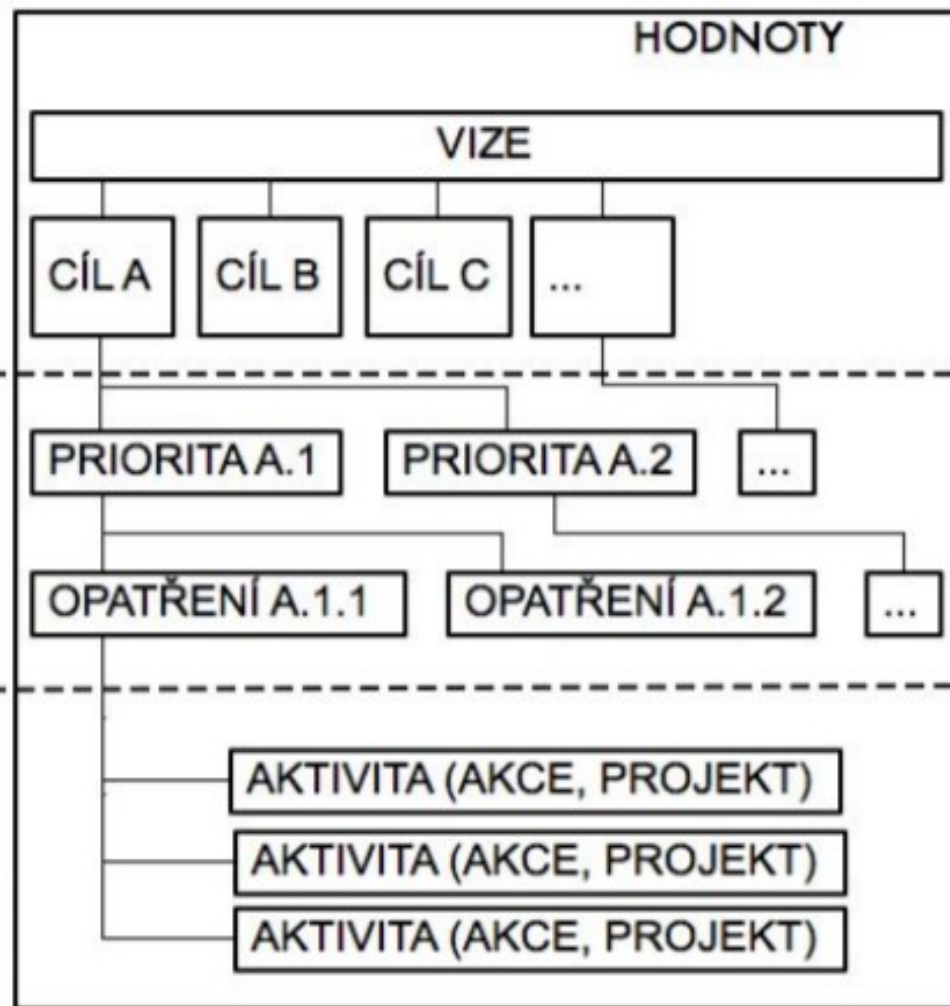 HODNOTY
VIZE
CÍL A CÍL B CÍL C ...
PRIORITA A.1 PRIORITA A.2 ...
OPATŘENÍ A.1.1 OPATŘENÍ A.1.2 ...
AKTIVITA (AKCE, PROJEKT)
AKTIVITA (AKCE, PROJEKT)
AKTIVITA (AKCE, PROJEKT)